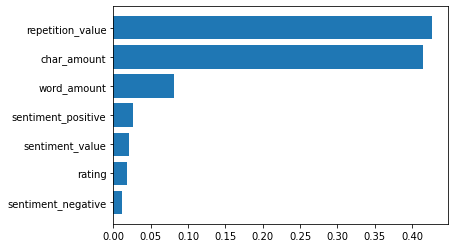 repetition_value
char_amount
word_amount
sentiment_positive
sentiment_value
rating
sentiment_negative
0.00 0.05 0.10 0.15 0.20 0.25 0.30 0.35 0.40